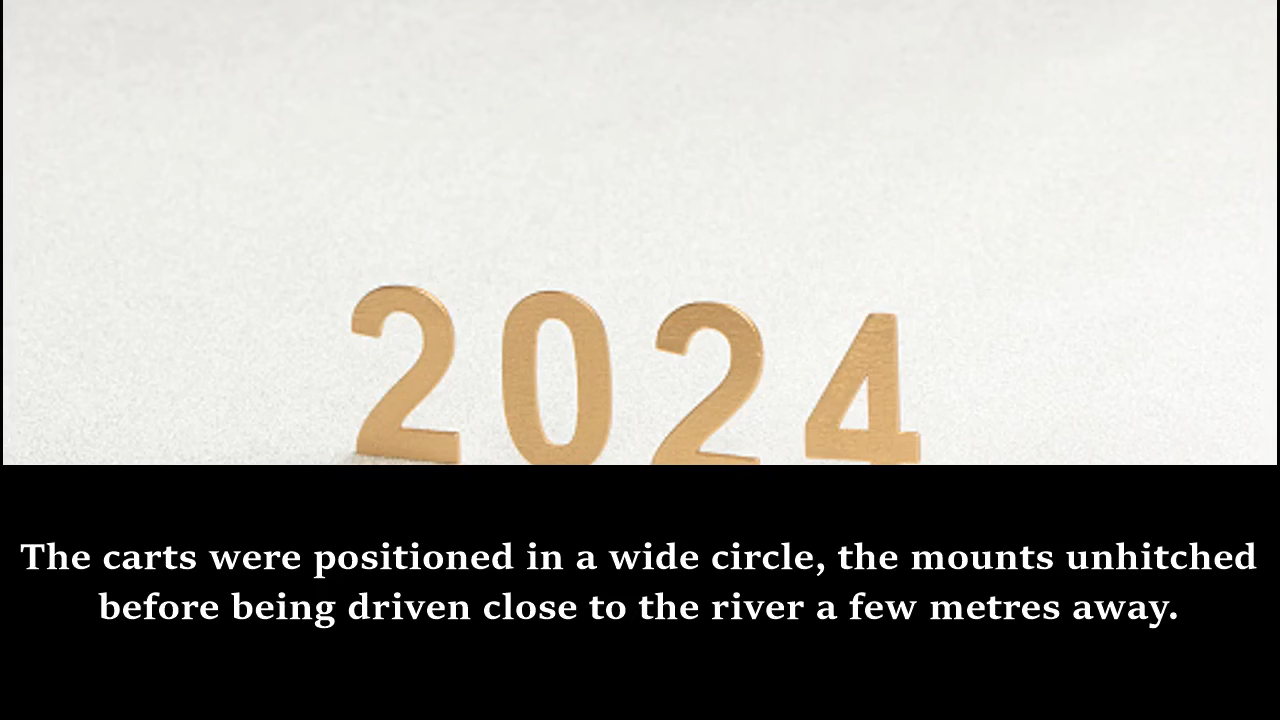 2024
The carts were positioned in a wide circle, the mounts unhitched
before being driven close to the river a few metres away.